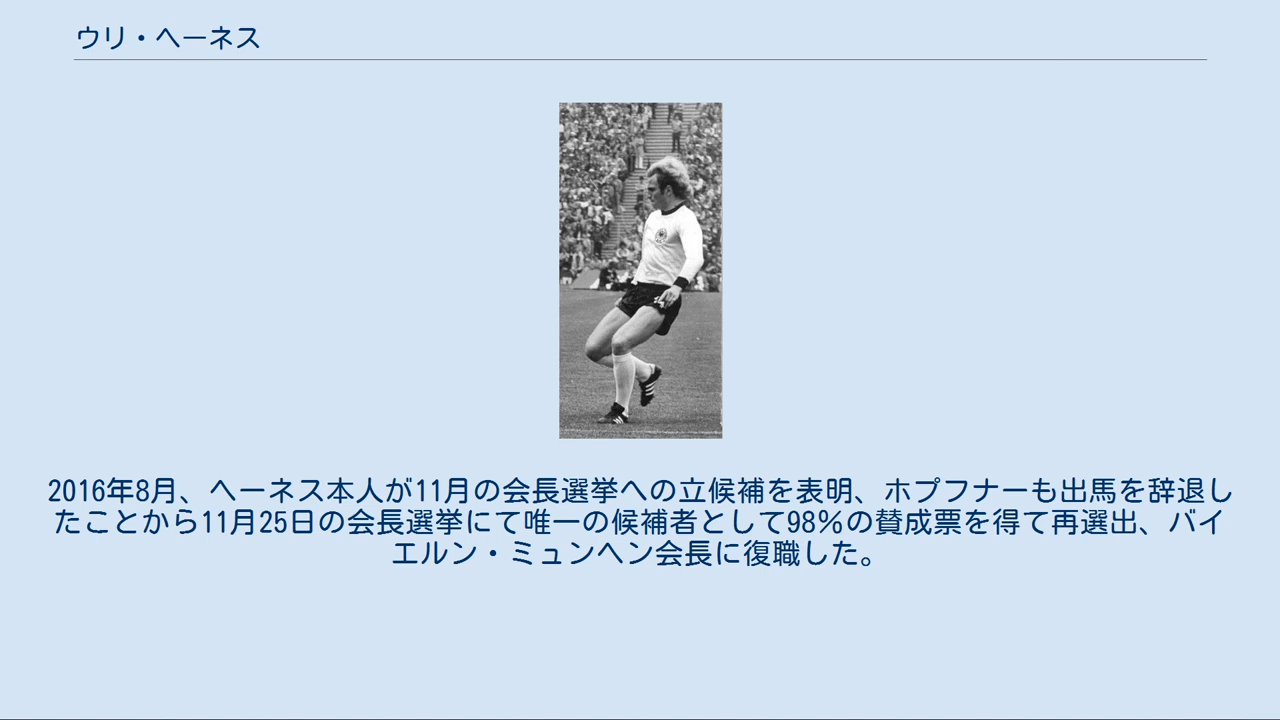 ウリ・ヘーネス
2016年8月、ヘーネス本人が11月の会長選挙への立候補を表明、ホプフナーも出馬を辞退し
たことから11月25日の会長選挙にて唯一の候補者として98％の賛成票を得て再選出、バイ
エルン・ミュンヘン会長に復職した。